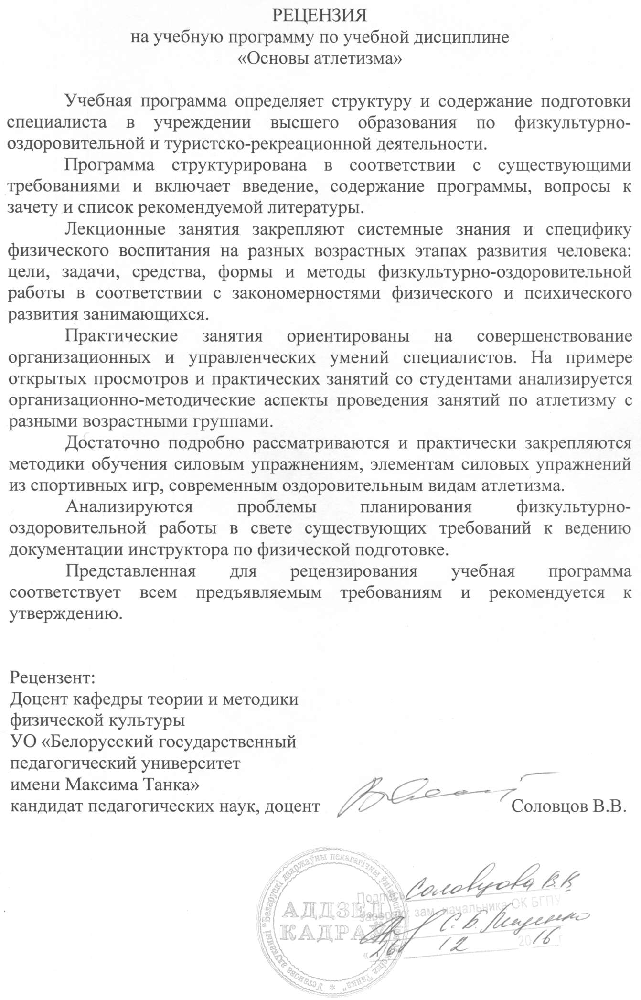 РЕЦЕНЗИЯ
на учебную программу по учебной дисциплине
«Основы атлетизма»
Учебная программа определяет структуру и содержание подготовки
специалиста в учреждении высшего образования по физкультурно-
оздоровительной и туристско-рекреационной деятельности.
Программа структурирована в соответствии с существующими
требованиями и включает введение, содержание программы, вопросы к
зачету и список рекомендуемой литературы.
Лекционные занятия закрепляют системные знания и специфику
физического воспитания на разных возрастных этапах развития человека:
цели, задачи, средства, формы и методы физкультурно-оздоровительной
работы в соответствии с закономерностями физического и психического
развития занимающихся.
Практические занятия ориентированы на совершенствование
организационных и управленческих умений специалистов. На примере
открытых просмотров и практических занятий со студентами анализируется
организационно-методические аспекты проведения занятий по атлетизму с
разными возрастными группами.
Достаточно подробно рассматриваются и практически закрепляются
методики обучения силовым упражнениям, элементам силовых упражнений
из спортивных игр, современным оздоровительным видам атлетизма.
Анализируются проблемы планирования физкультурно-
оздоровительной работы в свете существующих требований к ведению
документации инструктора по физической подготовке.
Представленная для рецензирования учебная программа
соответствует всем предъявляемым требованиям и рекомендуется к
утверждению.
Рецензент:
Доцент кафедры теории и методики
физической культуры
УО «Белорусский государственный
педагогический университет
имени Максима Танка»
кандидат педагогических наук, доцент Соловцов В.В.
Установа адукацыі "Беларускі дзяржаўны педагагічны ўніверсітэт імя Максіма Танка" *
АДДЗЕЛ
КАДРАЎ
Подпись Соловцова В.В.
заверяю: зам. начальника ОК БГПУ
С.Б.
«26» 12 2016 г.